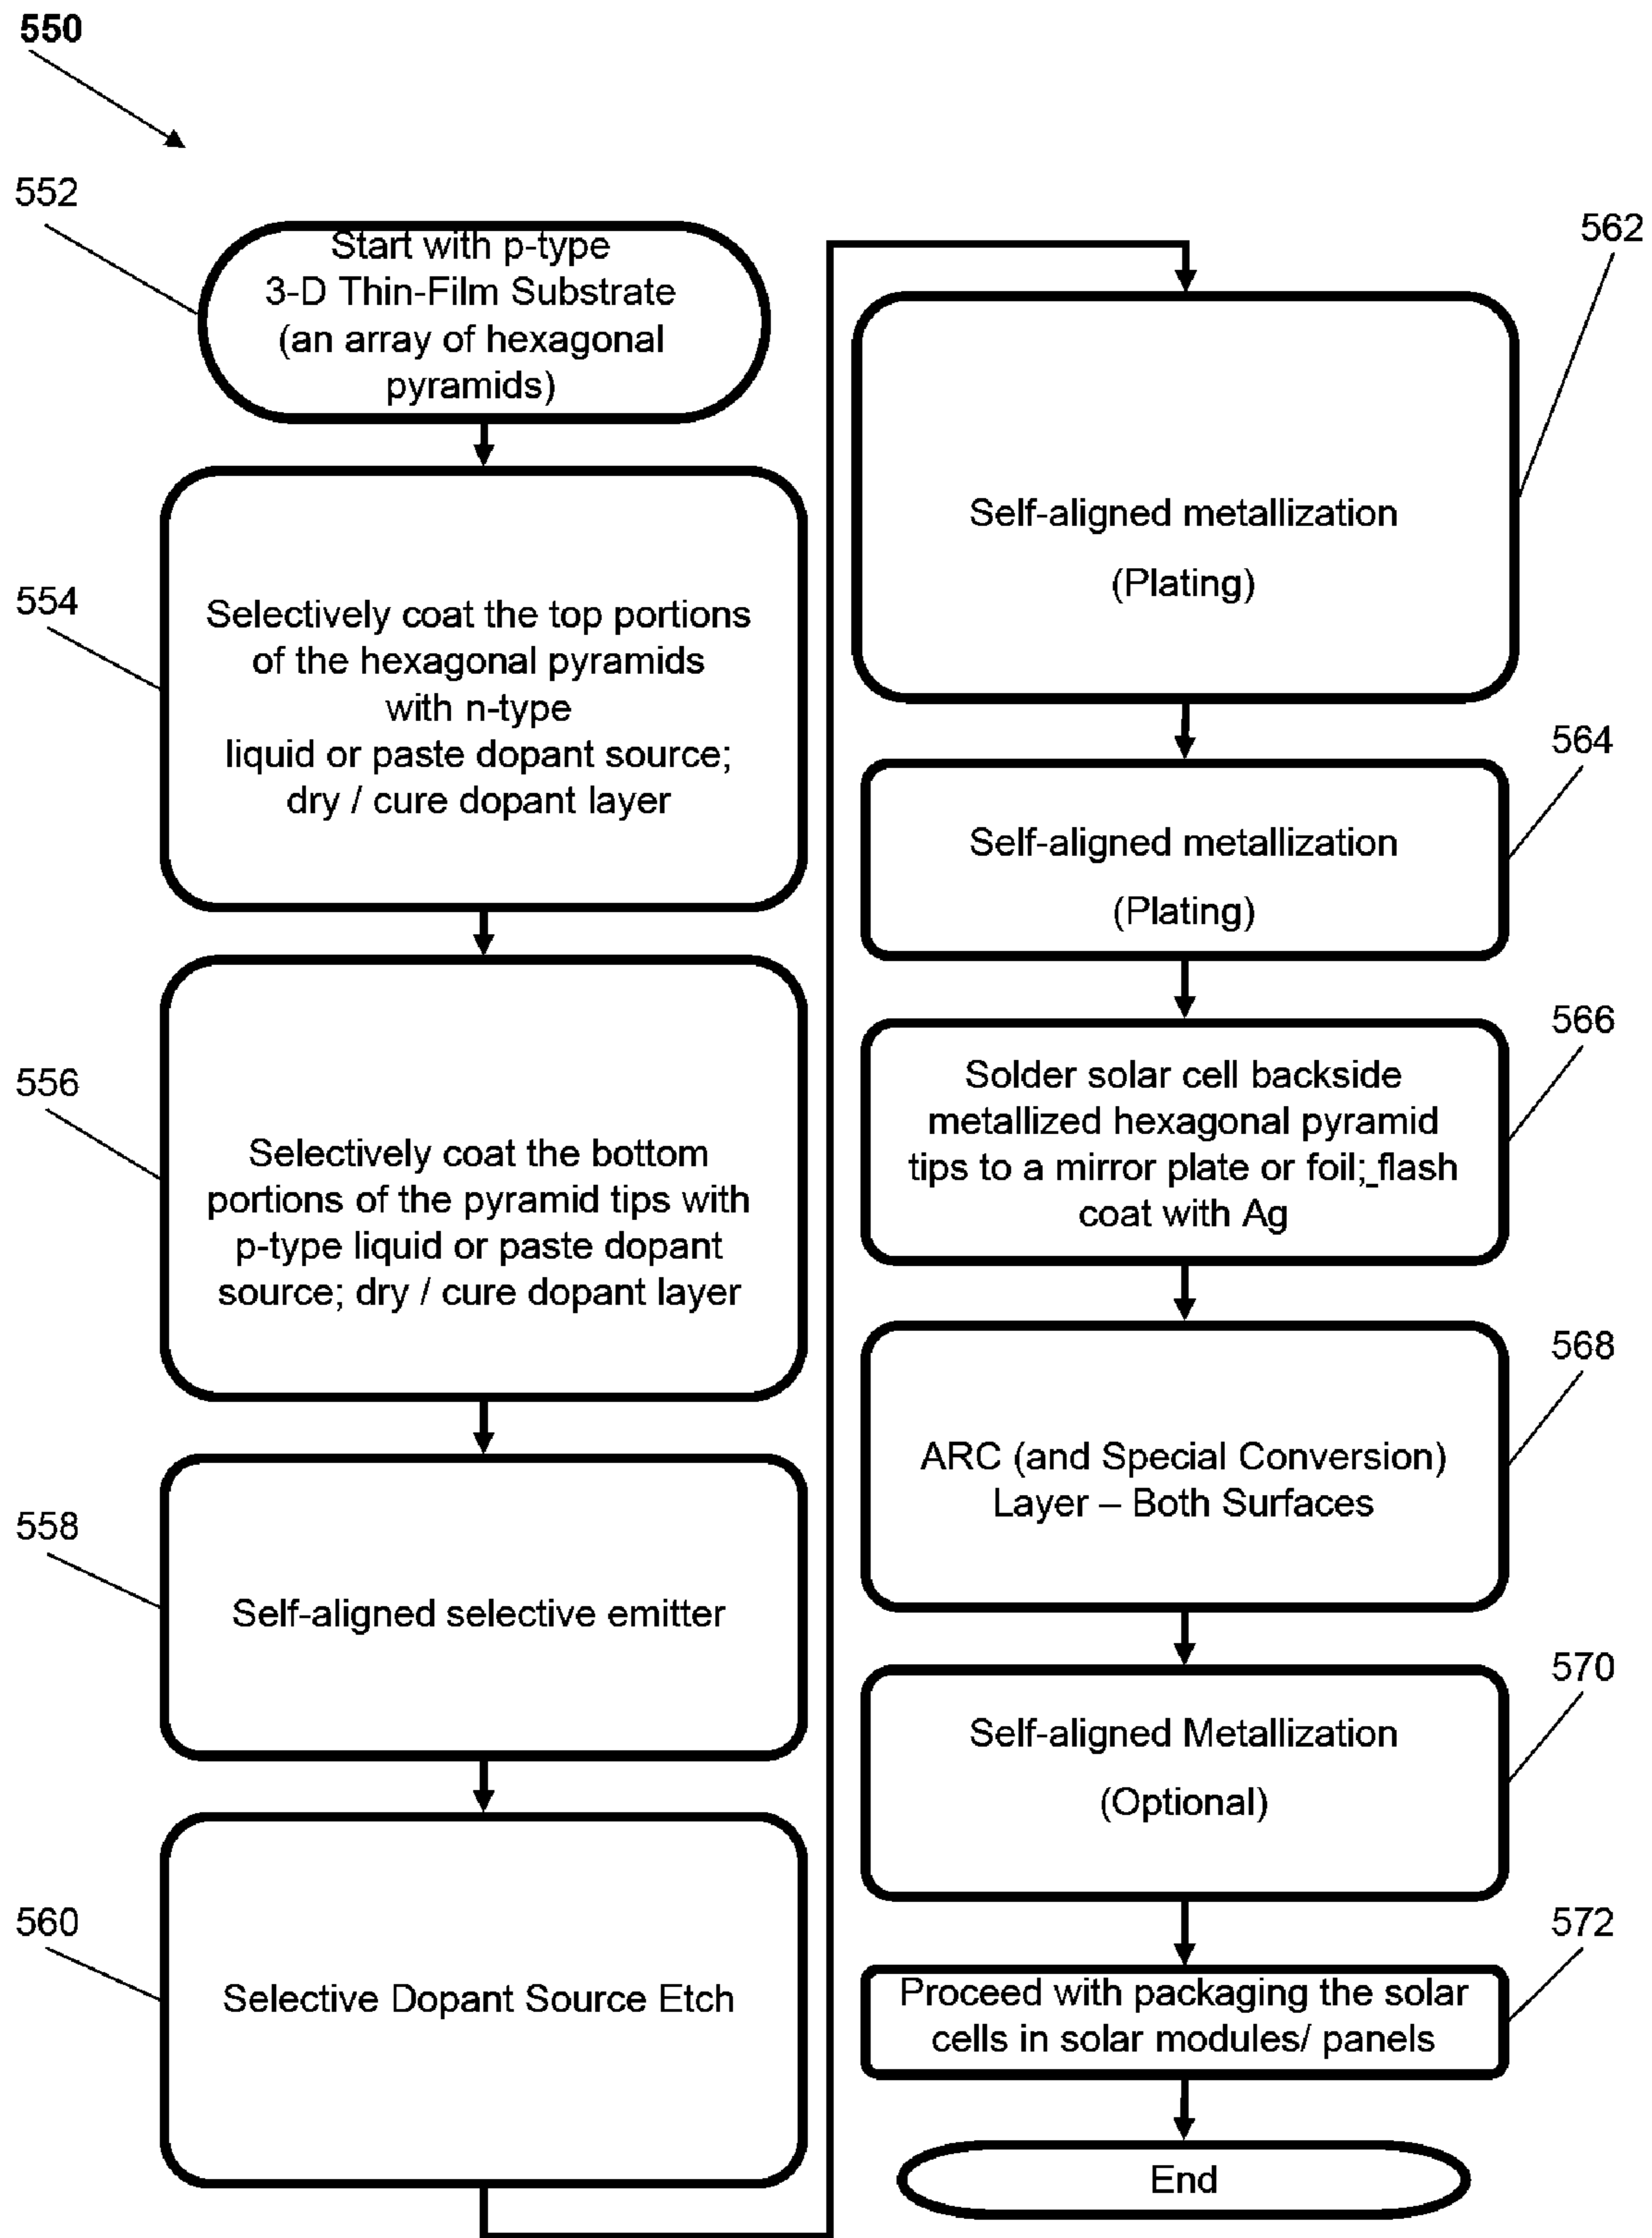 550
552
Start with p-type
3-D Thin-Film Substrate
(an array of hexagonal
pyramids)
554
Selectively coat the top portions
of the hexagonal pyramids
with n-type
liquid or paste dopant source;
dry / cure dopant layer
556
Selectively coat the bottom
portions of the pyramid tips with
p-type liquid or paste dopant
source; dry / cure dopant layer
558
Self-aligned selective emitter
560
Selective Dopant Source Etch
562
Self-aligned metallization
(Plating)
564
Self-aligned metallization
(Plating)
566
Solder solar cell backside
metallized hexagonal pyramid
tips to a mirror plate or foil; flash
coat with Ag
568
ARC (and Special Conversion)
Layer – Both Surfaces
570
Self-aligned Metallization
(Optional)
572
Proceed with packaging the solar
cells in solar modules/ panels
End